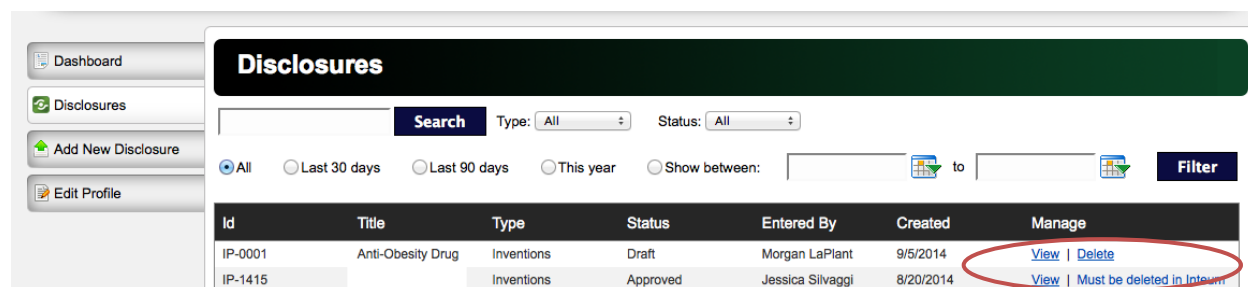 Dashboard
Disclosures
Add New Disclosure
Edit Profile
Disclosures
Search Type: All Status: All
All Last 30 days Last 90 days This year Show between: to Filter
Id Title Type Status Entered By Created Manage
IP-0001 Anti-Obesity Drug Inventions Draft Morgan LaPlant 9/5/2014 View | Delete
IP-1415 Inventions Approved Jessica Silvaggi 8/20/2014 View | Must be deleted in Inteum